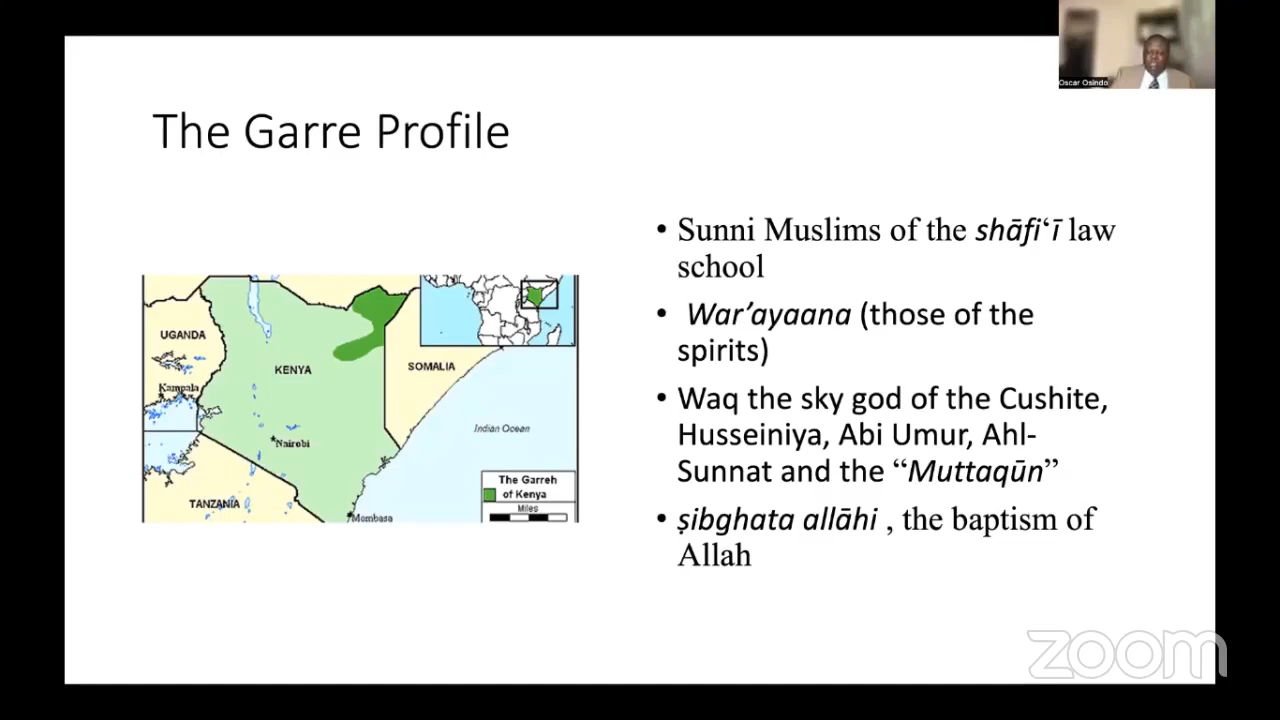 Oscar Osindo
The Garre Profile
• Sunni Muslims of the shāfi‘ī law
school
• War’ayaana (those of the
spirits)
• Waq the sky god of the Cushite,
Husseiniya, Abi Umur, Ahl-
Sunnat and the “Muttaqūn”
• ṣibghata allāhi , the baptism of
Allah
UGANDA
Kampala
KENYA
SOMALIA
Nairobi
Indian Ocean
TANZANIA
Mombasa
The Garreh
of Kenya
Miles
zoom